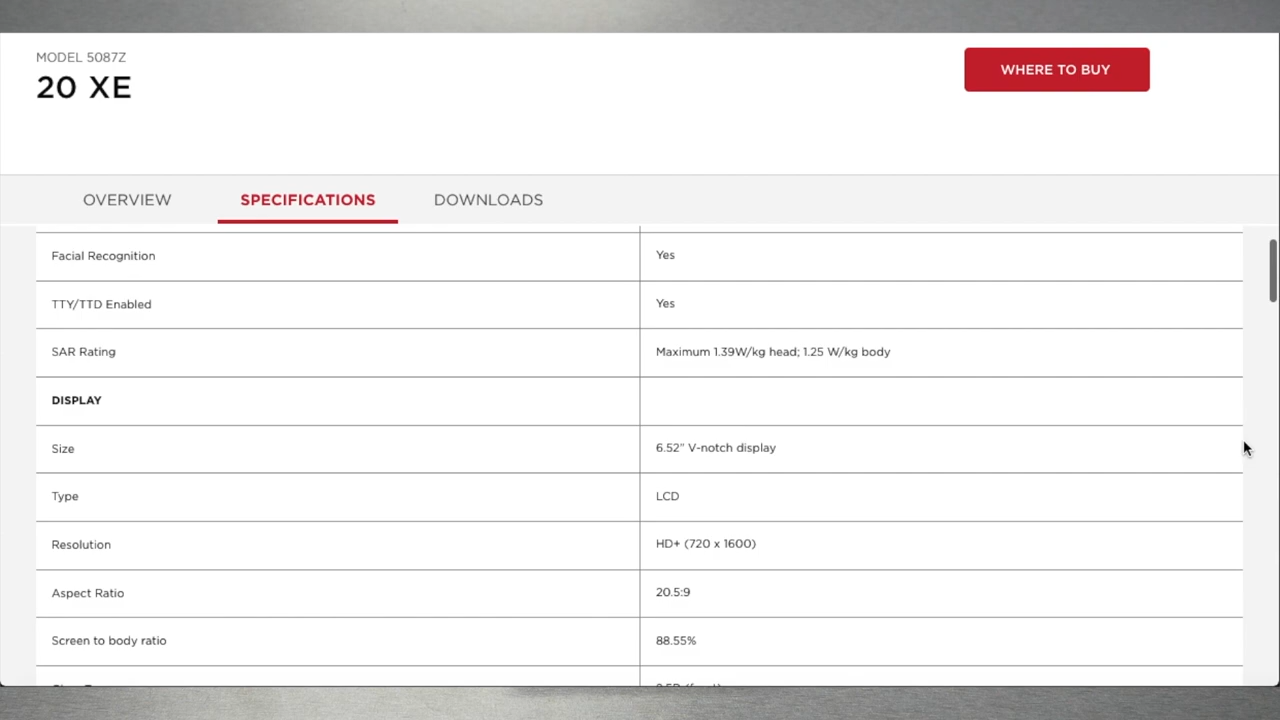 MODEL 5087Z
20 XE
WHERE TO BUY
OVERVIEW SPECIFICATIONS DOWNLOADS
Facial Recognition Yes
TTY/TTD Enabled Yes
SAR Rating Maximum 1.39W/kg head; 1.25 W/kg body
DISPLAY
Size 6.52" V-notch display
Type LCD
Resolution HD+ (720 x 1600)
Aspect Ratio 20.5:9
Screen to body ratio 88.55%